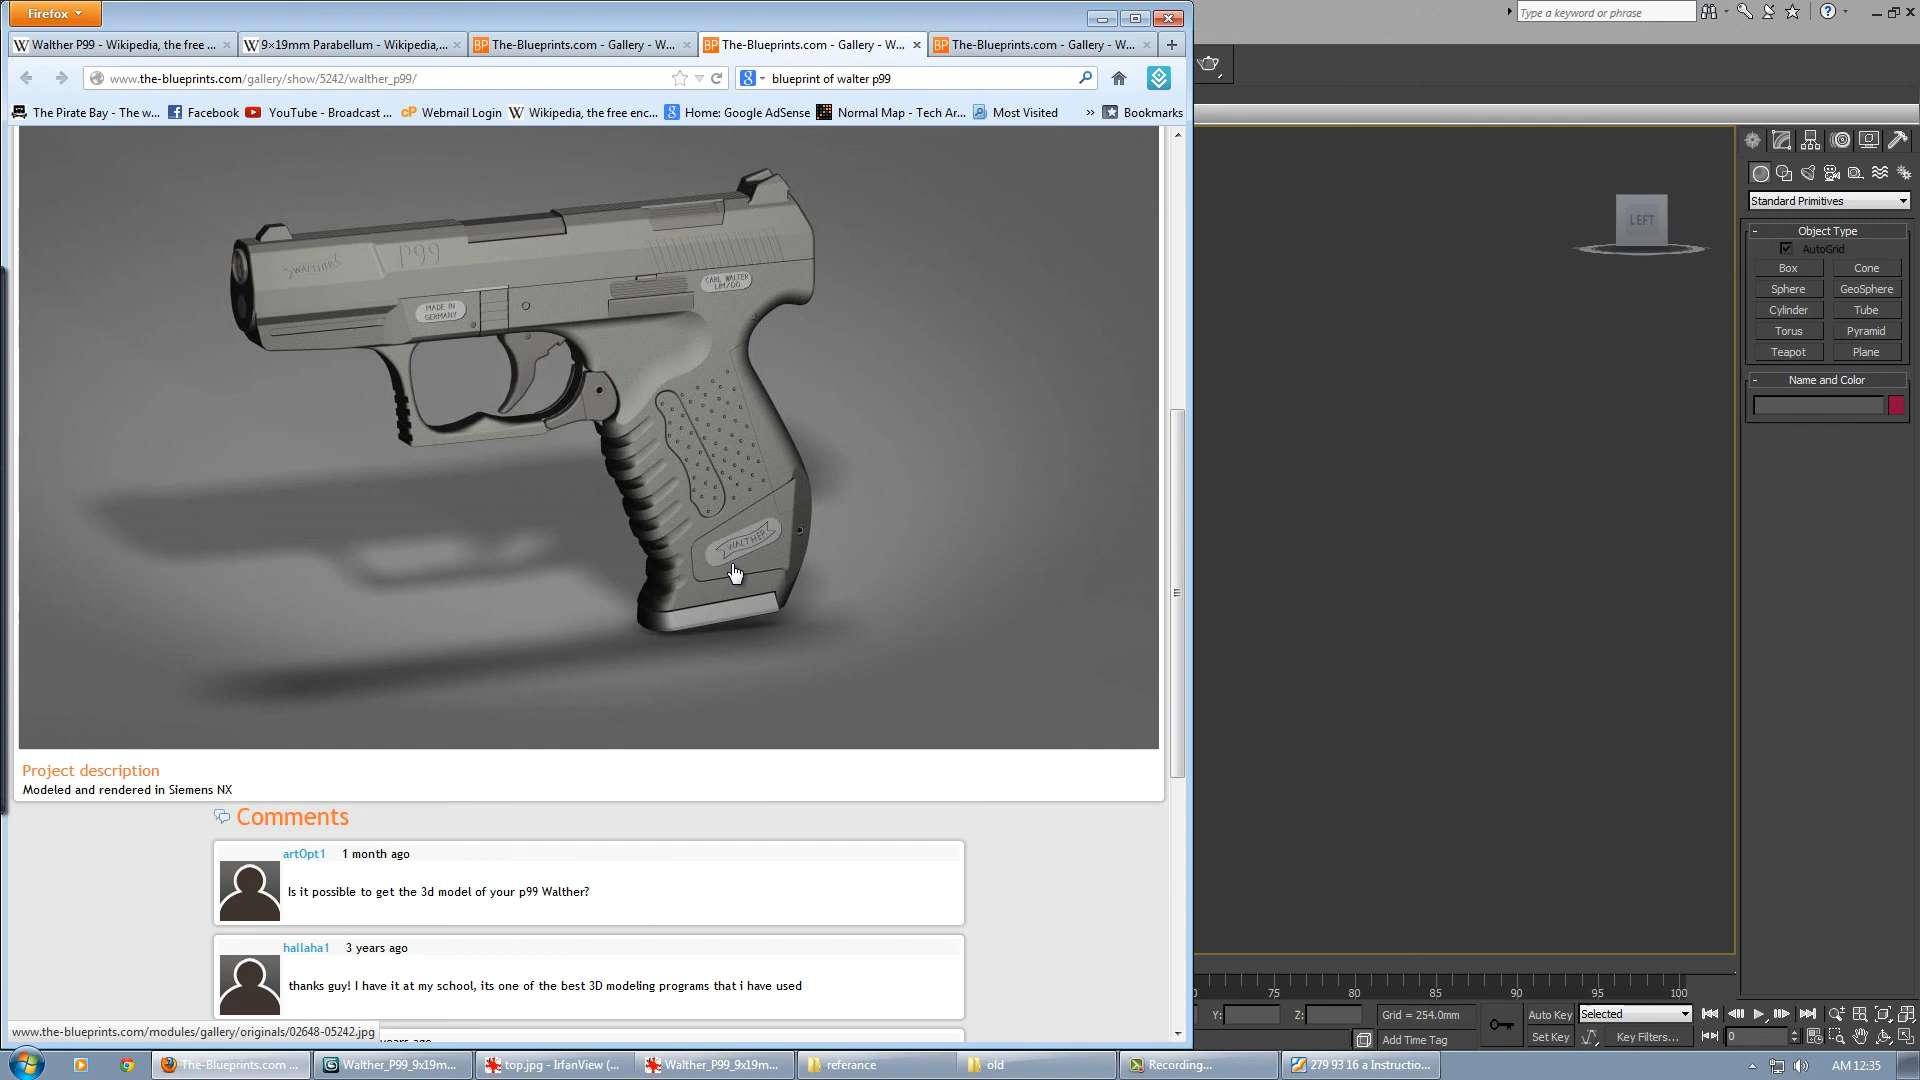 Firefox
Type a keyword or phrase
Walther P99 - Wikipedia, the free ...
9×19mm Parabellum - Wikipedia,...
The-Blueprints.com - Gallery - W...
The-Blueprints.com - Gallery - W...
The-Blueprints.com - Gallery - W...
www.the-blueprints.com/gallery/show/5242/walther_p99/
blueprint of walter p99
The Pirate Bay - The w...
Facebook
YouTube - Broadcast ...
Webmail Login
Wikipedia, the free enc...
Home: Google AdSense
Normal Map - Tech Ar...
Most Visited
»
Bookmarks
WALTHER
P99
MADE IN
GERMANY
CARL WALTER
LIM/DO
WALTHER
LEFT
Standard Primitives
- Object Type
AutoGrid
Box Cone
Sphere GeoSphere
Cylinder Tube
Torus Pyramid
Teapot Plane
- Name and Color
Project description
Modeled and rendered in Siemens NX
Comments
artOpt1 1 month ago
Is it possible to get the 3d model of your p99 Walther?
hallaha1 3 years ago
thanks guy! I have it at my school, its one of the best 3D modeling programs that i have used
www.the-blueprints.com/modules/gallery/originals/02648-05242.jpg
years ago
75 80 85 90 95 100
Y: Z: Grid = 254.0mm
Auto Key Selected
Add Time Tag
Set Key Key Filters... 0
The-Blueprints.com ...
Walther_P99_9x19m...
top.jpg - IrfanView (...
Walther_P99_9x19m...
referance
old
Recording...
279 93 16 a Instructio...
AM 12:35